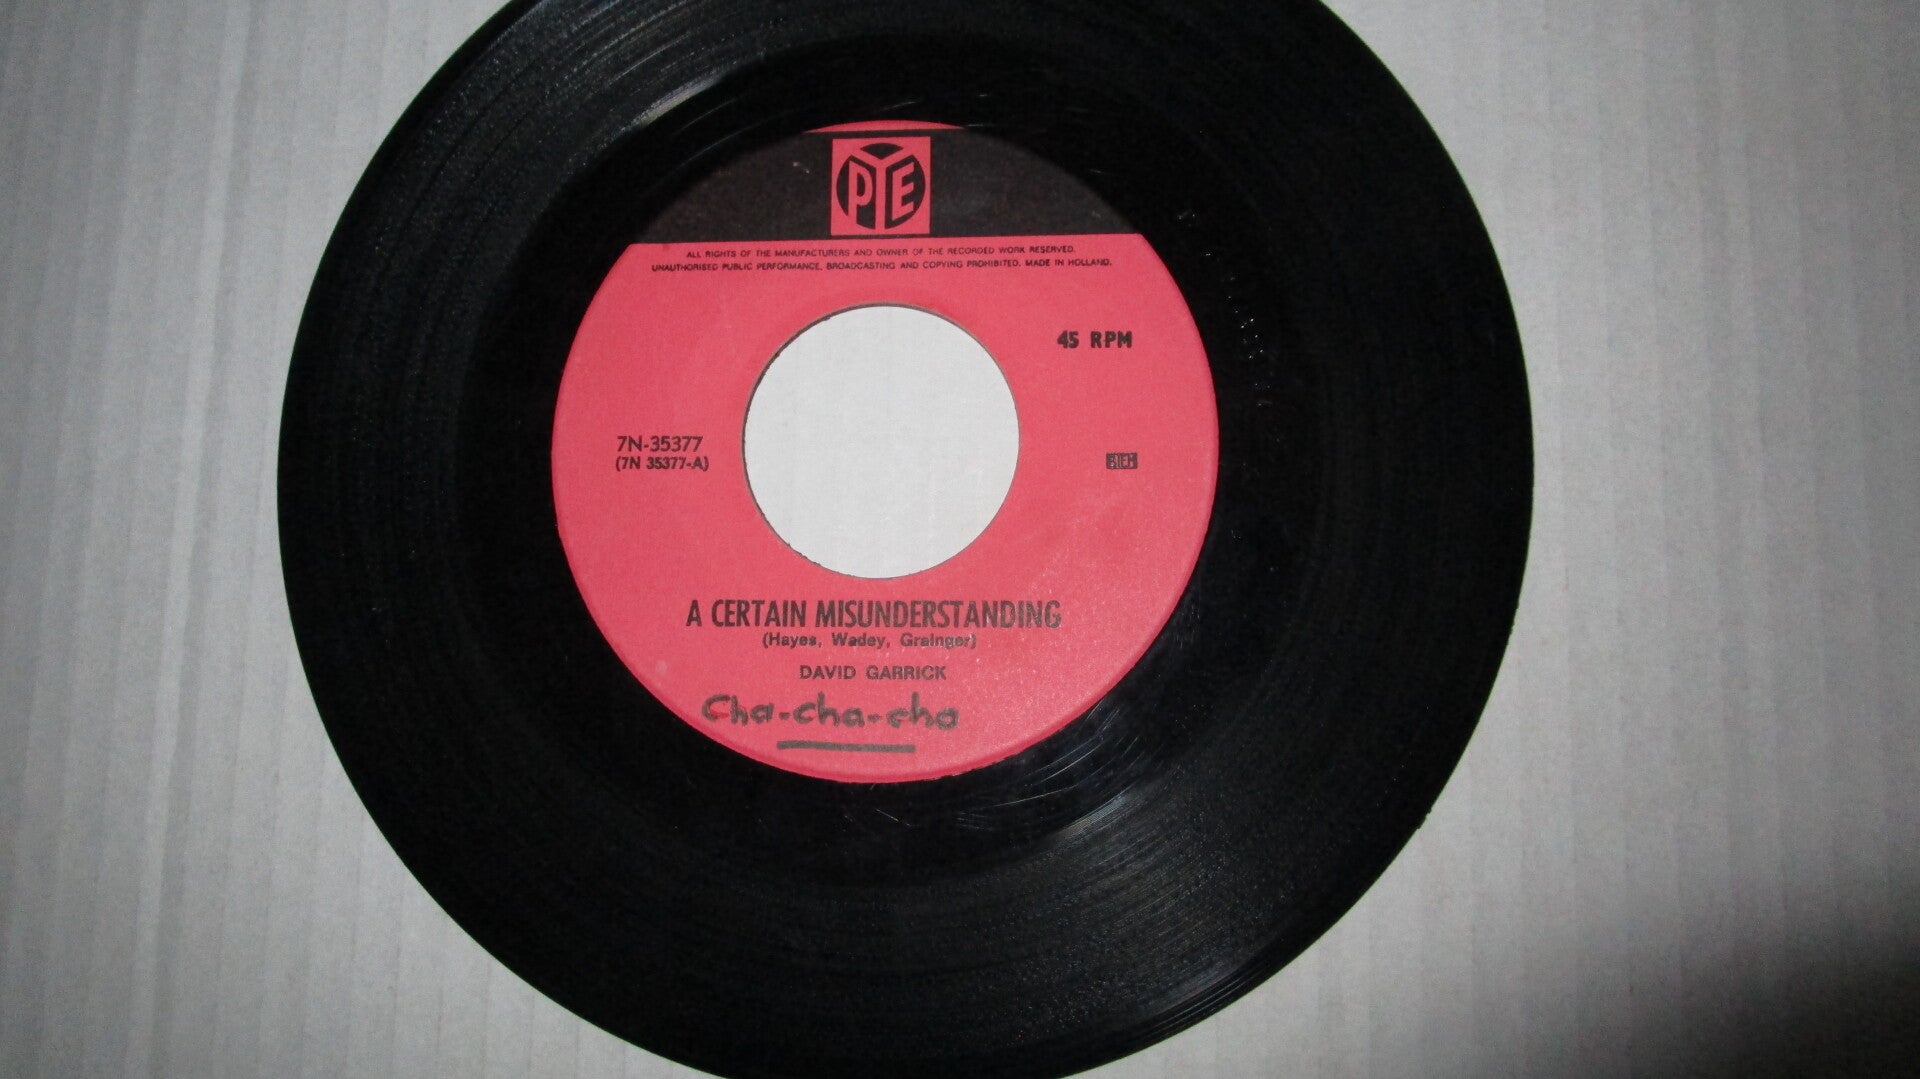 PYE
ALL RIGHTS OF THE MANUFACTURERS AND OWNER OF THE RECORDED WORK RESERVED.
UNAUTHORISED PUBLIC PERFORMANCE, BROADCASTING AND COPYING PROHIBITED. MADE IN HOLLAND.
45 RPM
7N-35377
(7N 35377-A)
BIEM
A CERTAIN MISUNDERSTANDING
(Hayes, Wadey, Grainger)
DAVID GARRICK
Cha-cha-cha